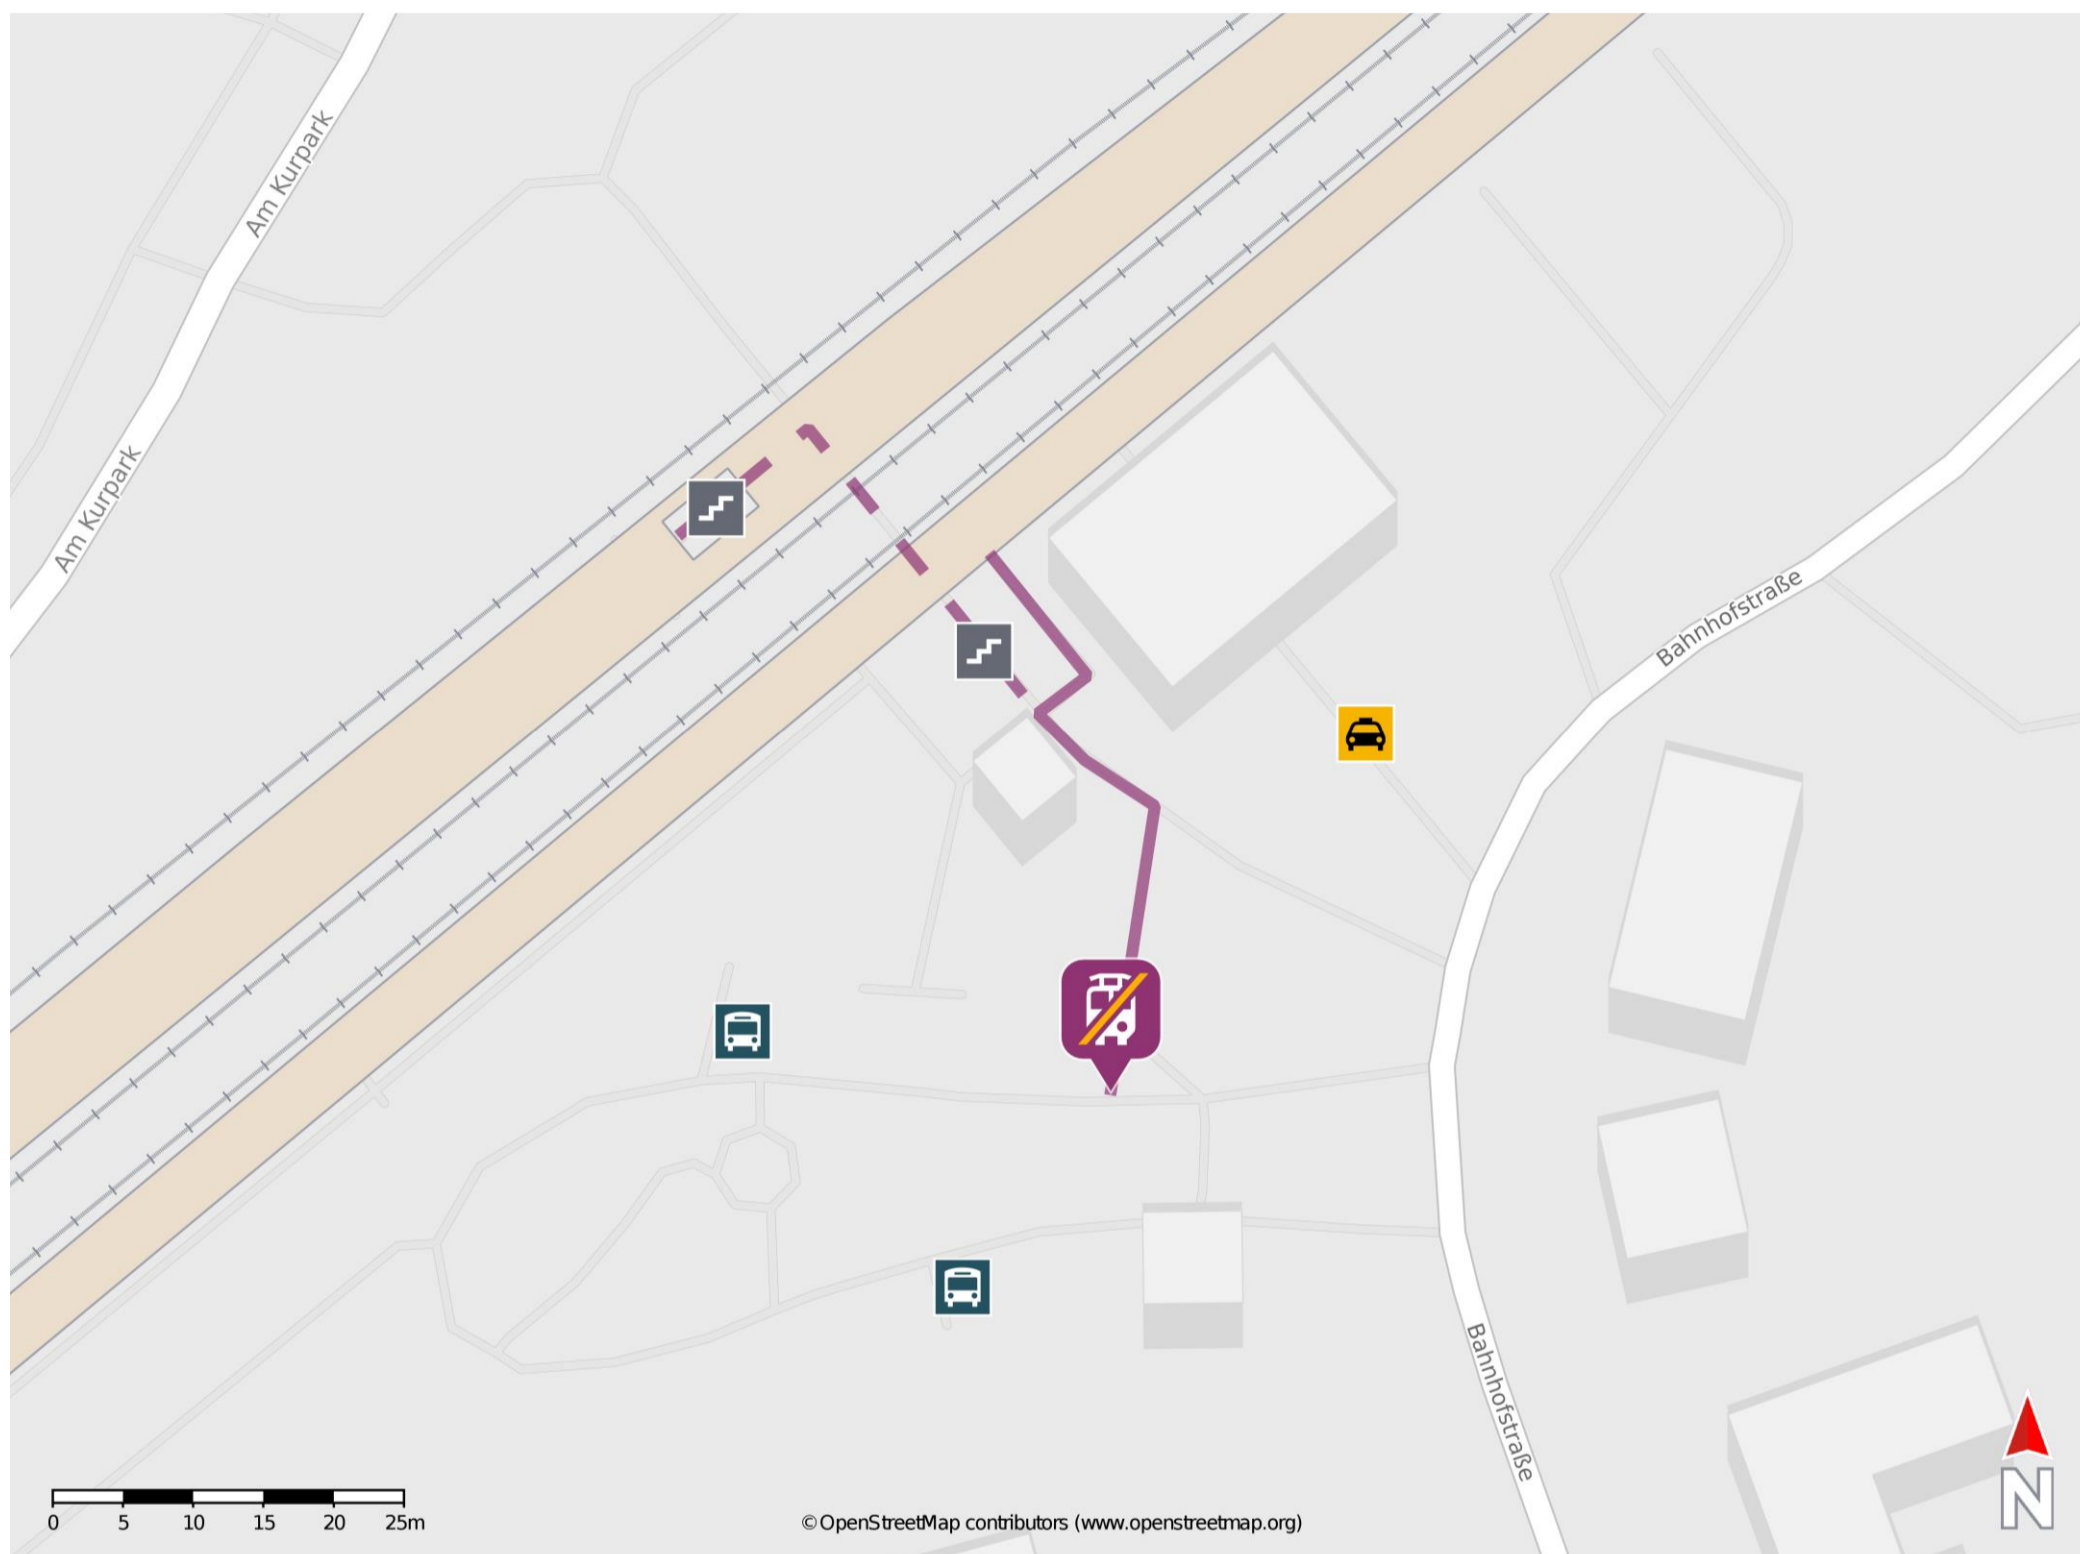 Am Kurpark
Am Kurpark
Bahnhofstraße
Bahnhofstraße
0 5 10 15 20 25m
©OpenStreetMap contributors (www.openstreetmap.org)
N